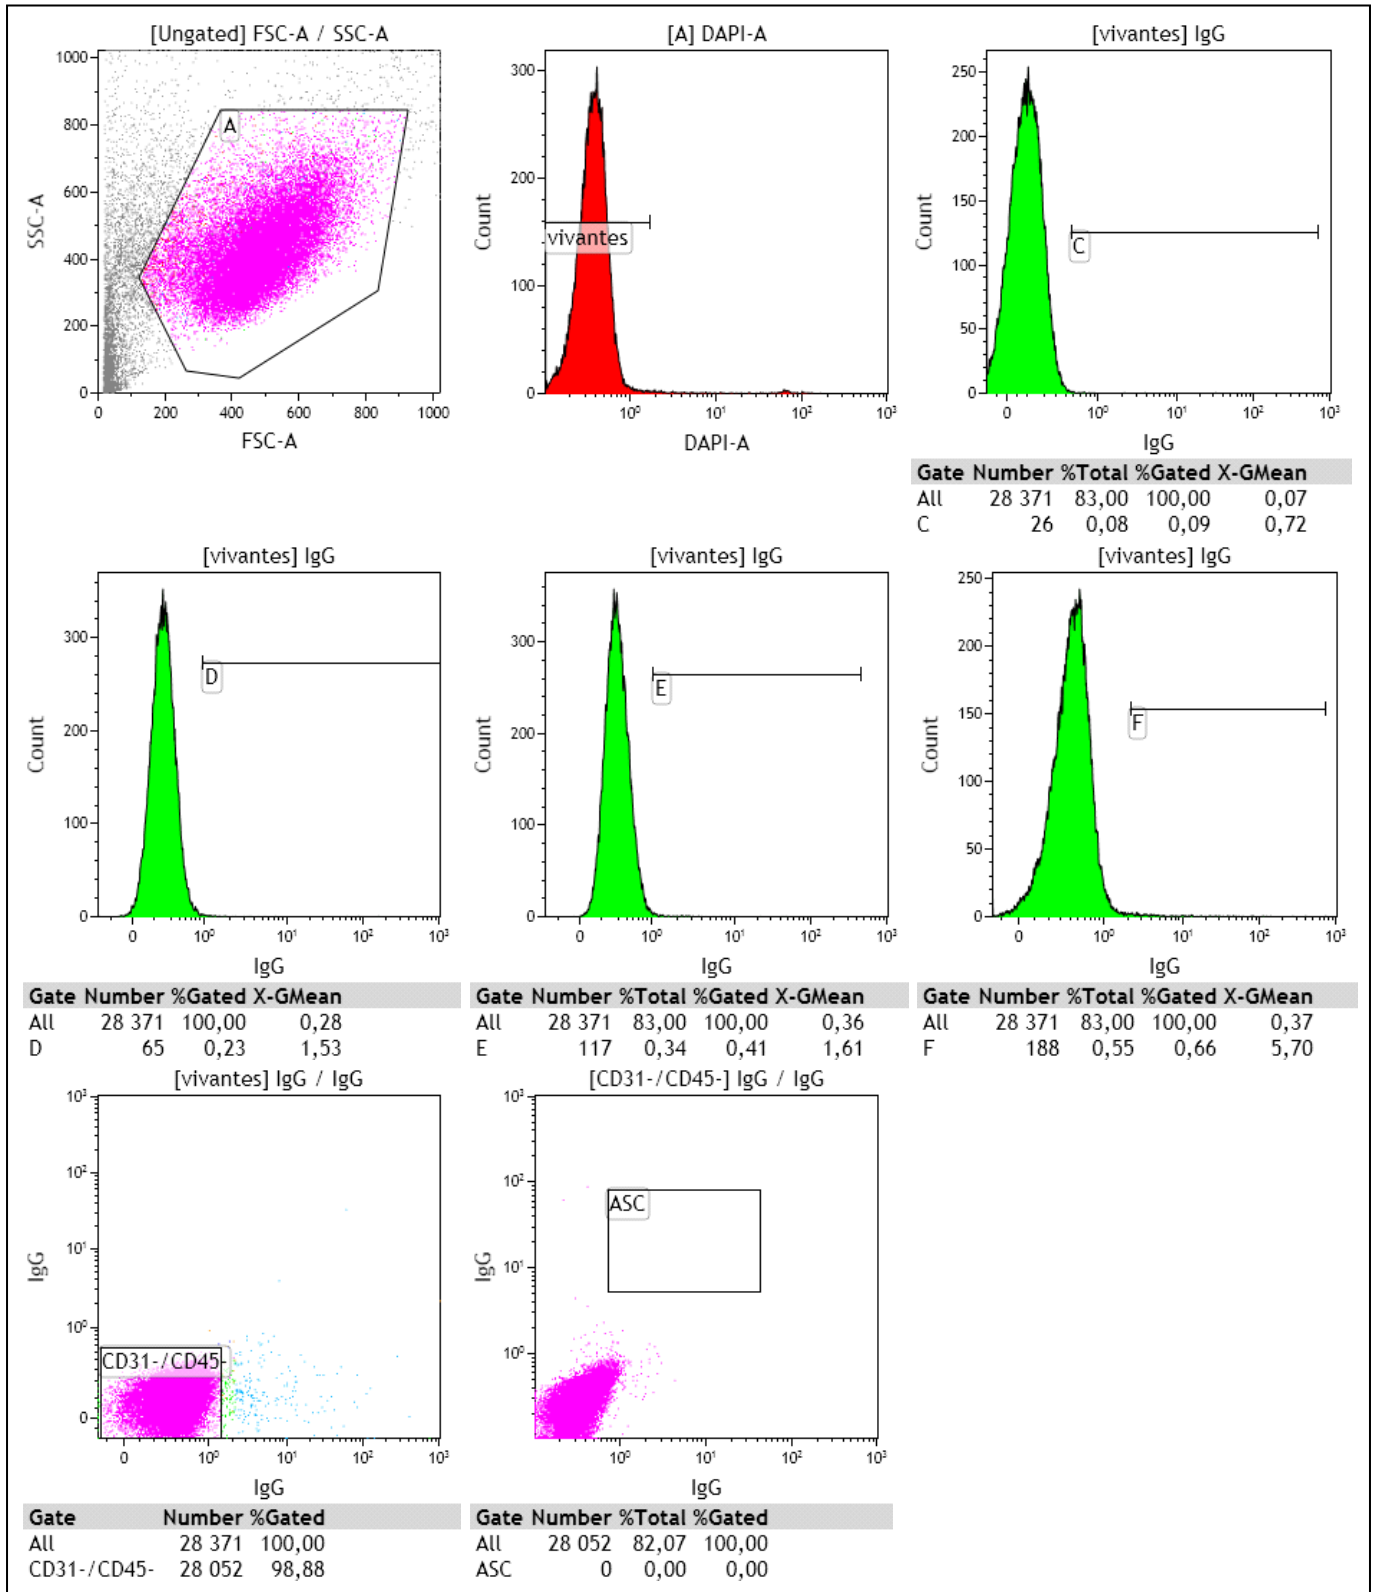 [Ungated] FSC-A / SSC-A
1000
800
600
400
200
0
SSC-A
A
0 200 400 600 800 1000
FSC-A
[A] DAPI-A
300
200
100
0
Count
vivantes
10⁰ 10¹ 10² 10³
DAPI-A
[vivantes] IgG
250
200
150
100
50
0
Count
C
0 10⁰ 10¹ 10² 10³
IgG
Gate Number %Total %Gated X-GMean
All 28 371 83,00 100,00 0,07
C 26 0,08 0,09 0,72
[vivantes] IgG
300
200
100
0
Count
D
0 10⁰ 10¹ 10² 10³
IgG
Gate Number %Gated X-GMean
All 28 371 100,00 0,28
D 65 0,23 1,53
[vivantes] IgG
300
200
100
0
Count
E
0 10⁰ 10¹ 10² 10³
IgG
Gate Number %Total %Gated X-GMean
All 28 371 83,00 100,00 0,36
E 117 0,34 0,41 1,61
[vivantes] IgG
250
200
150
100
50
0
Count
F
0 10⁰ 10¹ 10² 10³
IgG
Gate Number %Total %Gated X-GMean
All 28 371 83,00 100,00 0,37
F 188 0,55 0,66 5,70
[vivantes] IgG / IgG
10³
10²
10¹
10⁰
0
IgG
CD31-/CD45-
0 10⁰ 10¹ 10² 10³
IgG
Gate Number %Gated
All 28 371 100,00
CD31-/CD45- 28 052 98,88
[CD31-/CD45-] IgG / IgG
10³
10²
10¹
10⁰
IgG
ASC
10⁰ 10¹ 10² 10³
IgG
Gate Number %Total %Gated
All 28 052 82,07 100,00
ASC 0 0,00 0,00